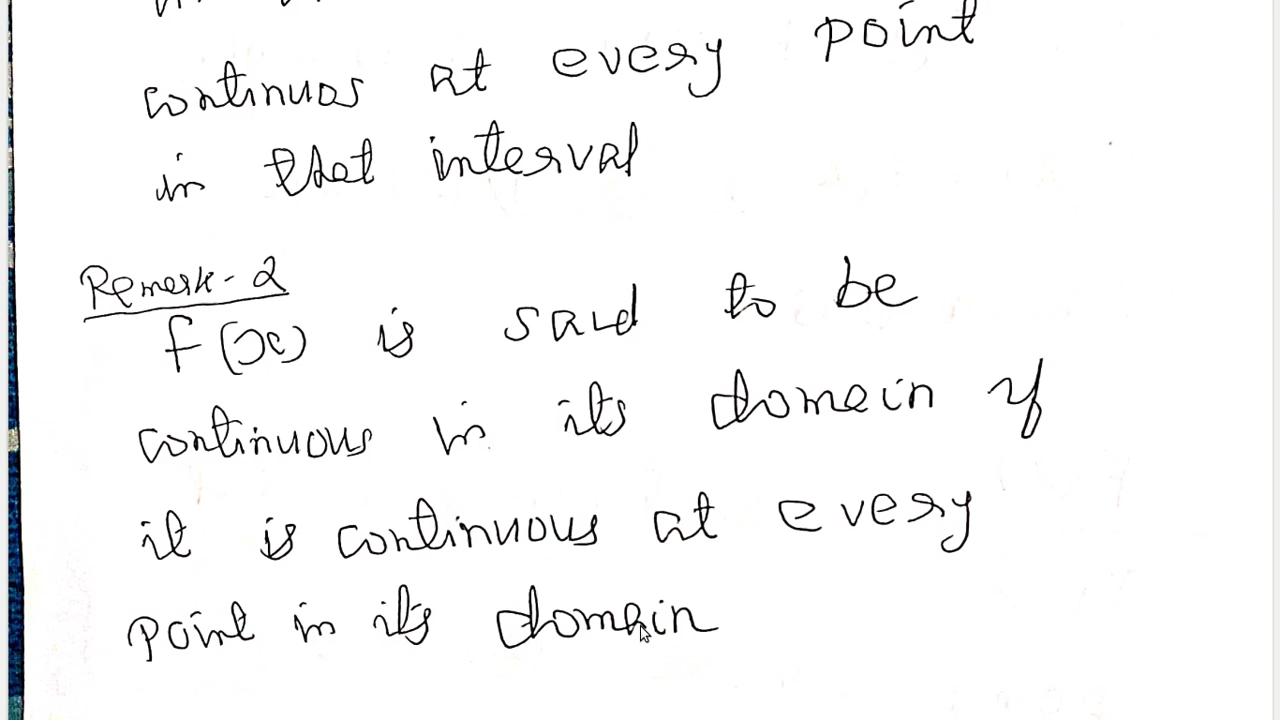 continuos at every point
in that interval
Remark-2
f(x) is said to be
continuous in its domain if
it is continuous at every
point in its domain